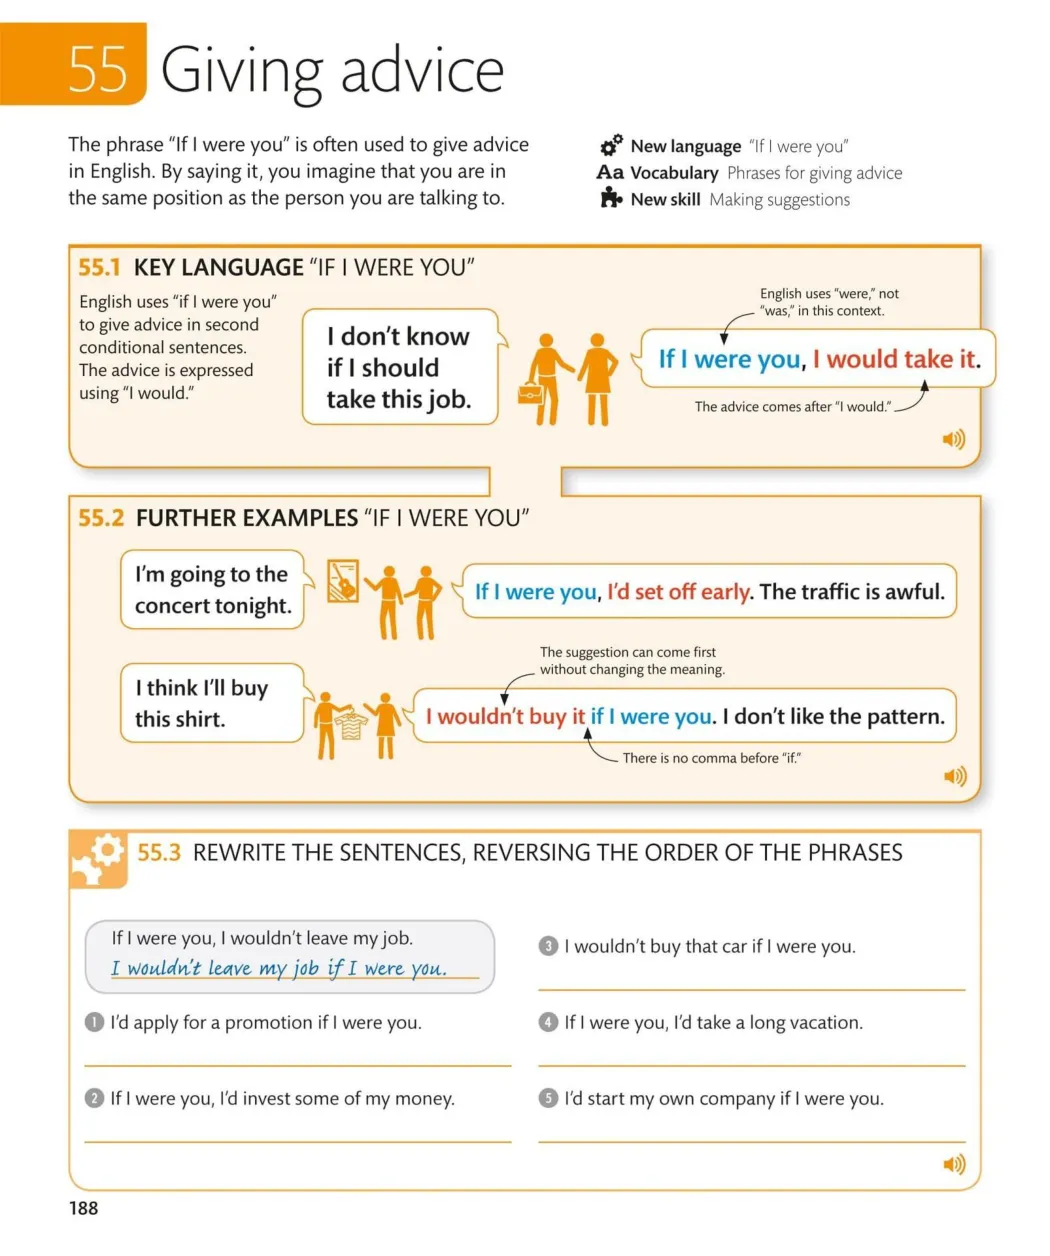 55 Giving advice
The phrase “If I were you” is often used to give advice
in English. By saying it, you imagine that you are in
the same position as the person you are talking to.
New language “If I were you”
Aa Vocabulary Phrases for giving advice
New skill Making suggestions
55.1 KEY LANGUAGE “IF I WERE YOU”
English uses “if I were you”
to give advice in second
conditional sentences.
The advice is expressed
using “I would.”
I don’t know
if I should
take this job.
English uses “were,” not
“was,” in this context.
If I were you, I would take it.
The advice comes after “I would.”
55.2 FURTHER EXAMPLES “IF I WERE YOU”
I’m going to the
concert tonight.
If I were you, I’d set off early. The traffic is awful.
The suggestion can come first
without changing the meaning.
I think I’ll buy
this shirt.
I wouldn’t buy it if I were you. I don’t like the pattern.
There is no comma before “if.”
55.3 REWRITE THE SENTENCES, REVERSING THE ORDER OF THE PHRASES
If I were you, I wouldn’t leave my job.
I wouldn’t leave my job if I were you.
1 I’d apply for a promotion if I were you.
2 If I were you, I’d invest some of my money.
3 I wouldn’t buy that car if I were you.
4 If I were you, I’d take a long vacation.
5 I’d start my own company if I were you.
188